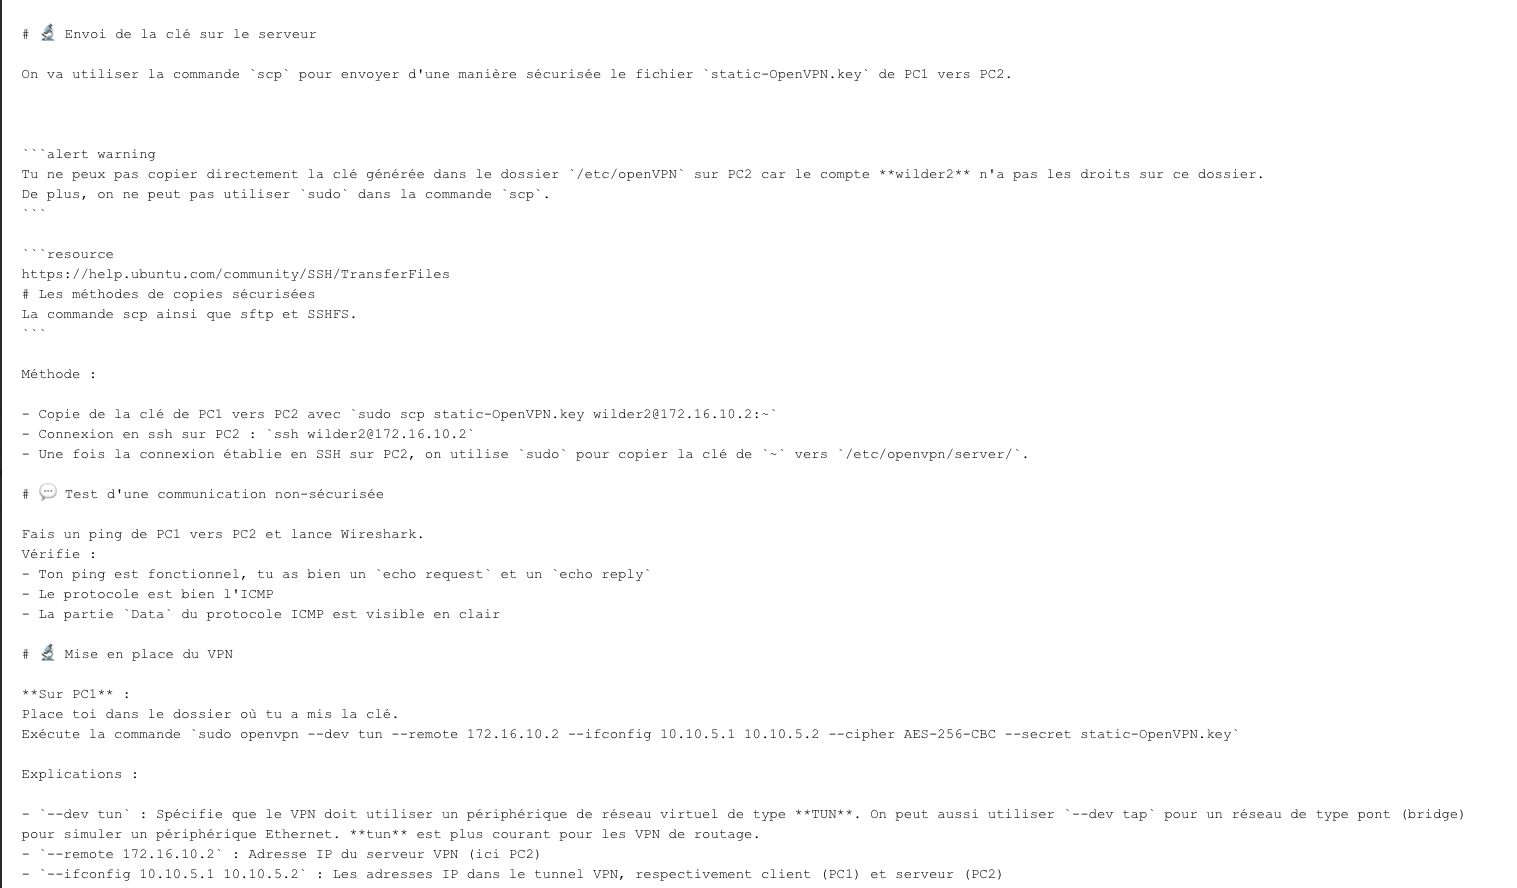 # 🔬 Envoi de la clé sur le serveur
On va utiliser la commande `scp` pour envoyer d'une manière sécurisée le fichier `static-OpenVPN.key` de PC1 vers PC2.
```alert warning
Tu ne peux pas copier directement la clé générée dans le dossier `/etc/openVPN` sur PC2 car le compte **wilder2** n'a pas les droits sur ce dossier.
De plus, on ne peut pas utiliser `sudo` dans la commande `scp`.
```
```resource
https://help.ubuntu.com/community/SSH/TransferFiles
# Les méthodes de copies sécurisées
La commande scp ainsi que sftp et SSHFS.
```
Méthode :
- Copie de la clé de PC1 vers PC2 avec `sudo scp static-OpenVPN.key wilder2@172.16.10.2:~`
- Connexion en ssh sur PC2 : `ssh wilder2@172.16.10.2`
- Une fois la connexion établie en SSH sur PC2, on utilise `sudo` pour copier la clé de `~` vers `/etc/openvpn/server/`.
# 💬 Test d'une communication non-sécurisée
Fais un ping de PC1 vers PC2 et lance Wireshark.
Vérifie :
- Ton ping est fonctionnel, tu as bien un `echo request` et un `echo reply`
- Le protocole est bien l'ICMP
- La partie `Data` du protocole ICMP est visible en clair
# 🔬 Mise en place du VPN
**Sur PC1** :
Place toi dans le dossier où tu a mis la clé.
Exécute la commande `sudo openvpn --dev tun --remote 172.16.10.2 --ifconfig 10.10.5.1 10.10.5.2 --cipher AES-256-CBC --secret static-OpenVPN.key`
Explications :
- `--dev tun` : Spécifie que le VPN doit utiliser un périphérique de réseau virtuel de type **TUN**. On peut aussi utiliser `--dev tap` pour un réseau de type pont (bridge)
pour simuler un périphérique Ethernet. **tun** est plus courant pour les VPN de routage.
- `--remote 172.16.10.2` : Adresse IP du serveur VPN (ici PC2)
- `--ifconfig 10.10.5.1 10.10.5.2` : Les adresses IP dans le tunnel VPN, respectivement client (PC1) et serveur (PC2)